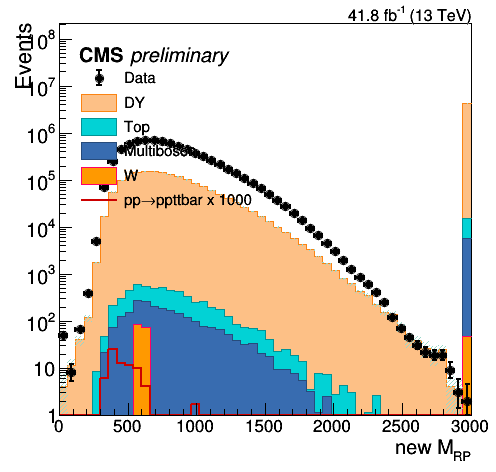 41.8 fb⁻¹ (13 TeV)
Events
CMS preliminary
Data
DY
Top
Multiboson
W
pp→ppttbar x 1000
10⁸
10⁷
10⁶
10⁵
10⁴
10³
10²
10
1
0 500 1000 1500 2000 2500 3000
new M_RP